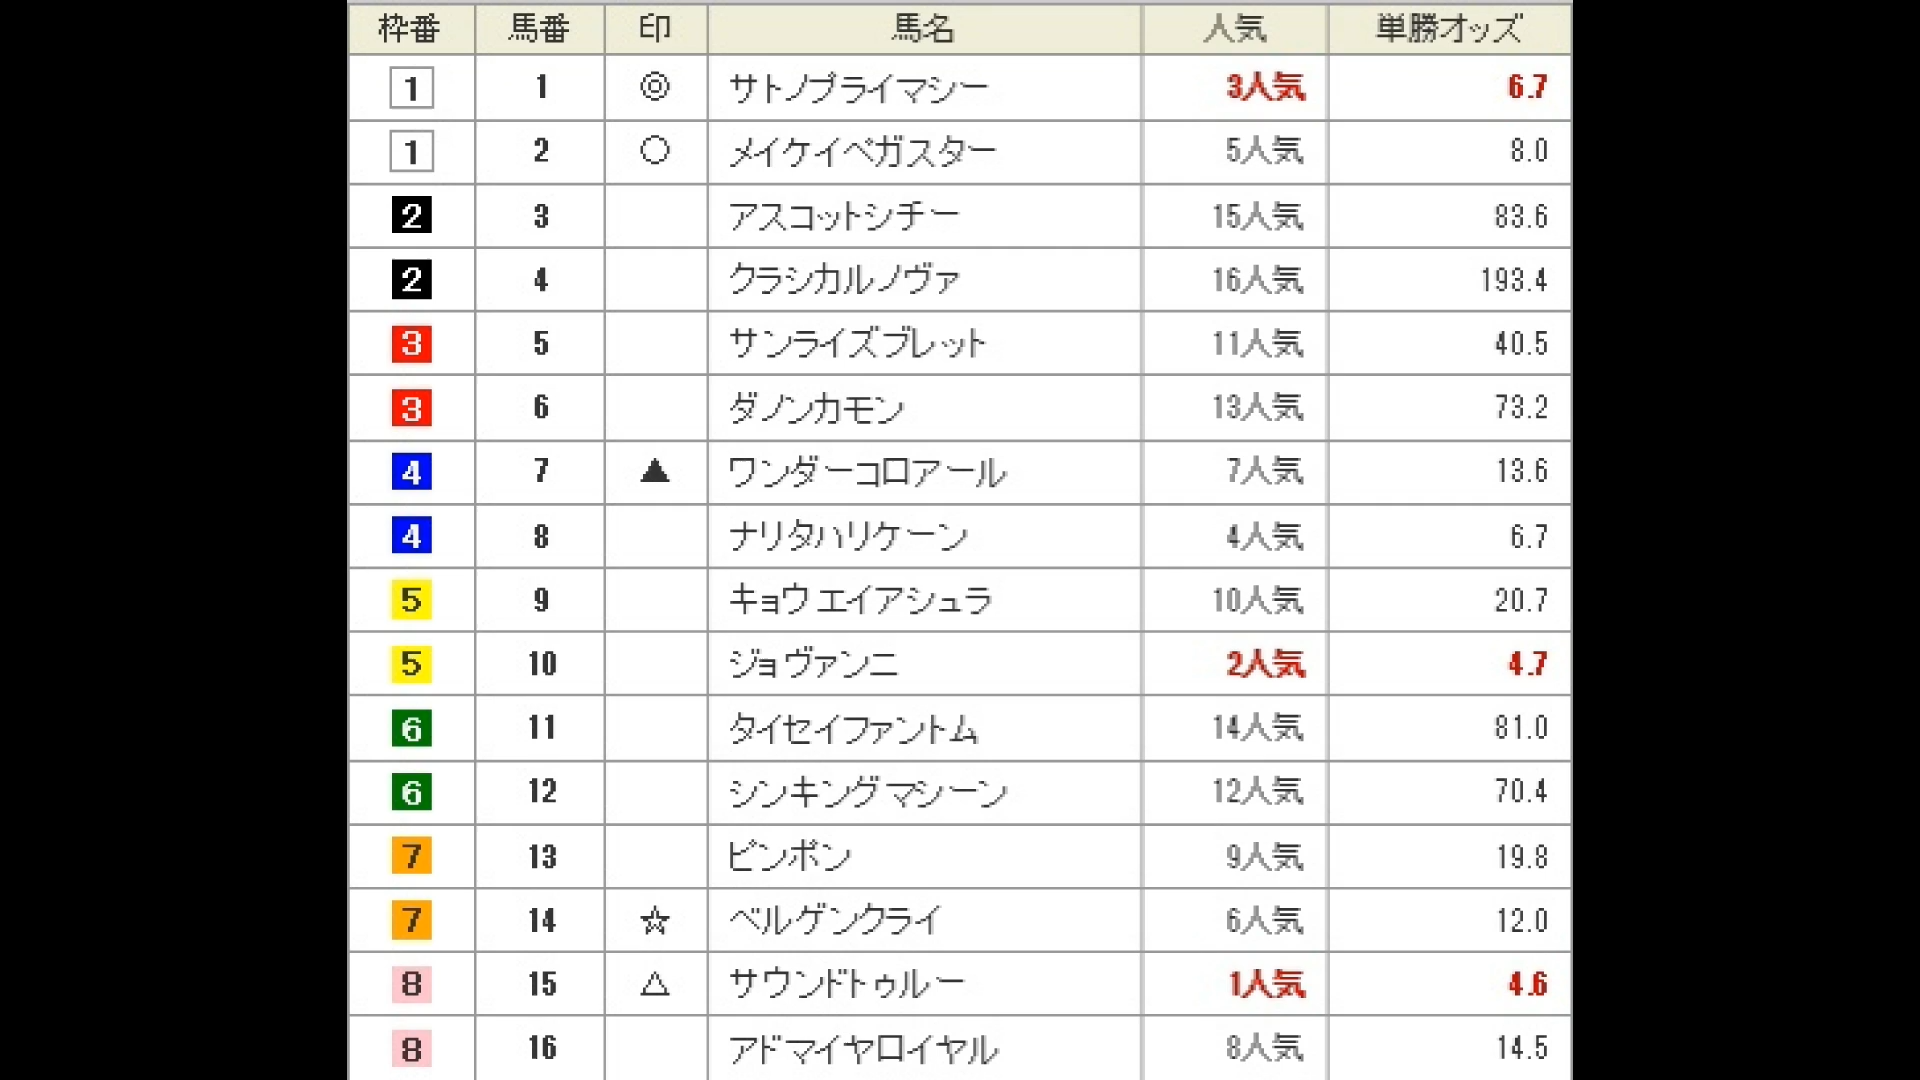 枠番 馬番 印 馬名 人気 単勝オッズ
1 1 ◎ サトノプライマシー 3人気 6.7
1 2 ○ メイケイペガスター 5人気 8.0
2 3 アスコットシチー 15人気 83.6
2 4 クラシカルノヴァ 16人気 193.4
3 5 サンライズブレット 11人気 40.5
3 6 ダノンカモン 13人気 73.2
4 7 ▲ ワンダーコロアール 7人気 13.6
4 8 ナリタハリケーン 4人気 6.7
5 9 キョウエイアシュラ 10人気 20.7
5 10 ジョヴァンニ 2人気 4.7
6 11 タイセイファントム 14人気 81.0
6 12 シンキングマシーン 12人気 70.4
7 13 ピンポン 9人気 19.8
7 14 ☆ ベルゲンクライ 6人気 12.0
8 15 △ サウンドトゥルー 1人気 4.6
8 16 アドマイヤロイヤル 8人気 14.5